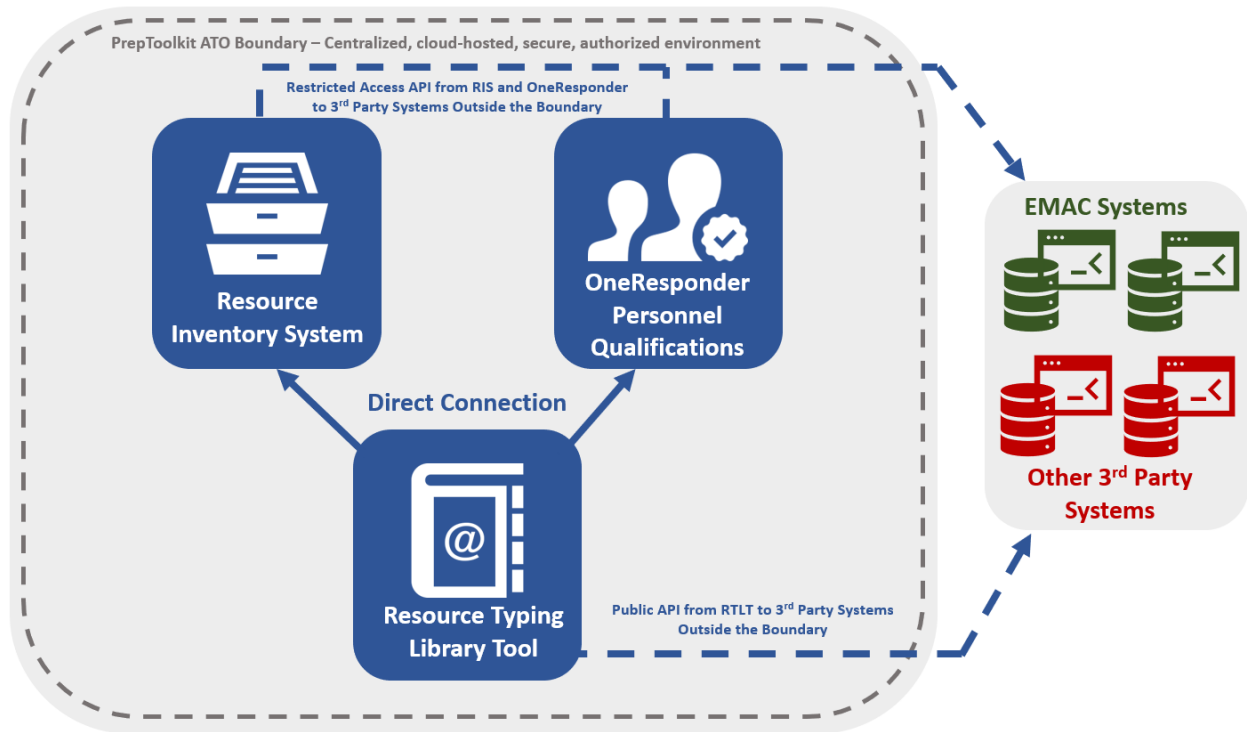 PrepToolkit ATO Boundary – Centralized, cloud-hosted, secure, authorized environment
Restricted Access API from RIS and OneResponder
to 3rd Party Systems Outside the Boundary
Resource
Inventory System
OneResponder
Personnel
Qualifications
EMAC Systems
Other 3rd Party
Systems
Direct Connection
@
Resource Typing
Library Tool
Public API from RTLT to 3rd Party Systems
Outside the Boundary